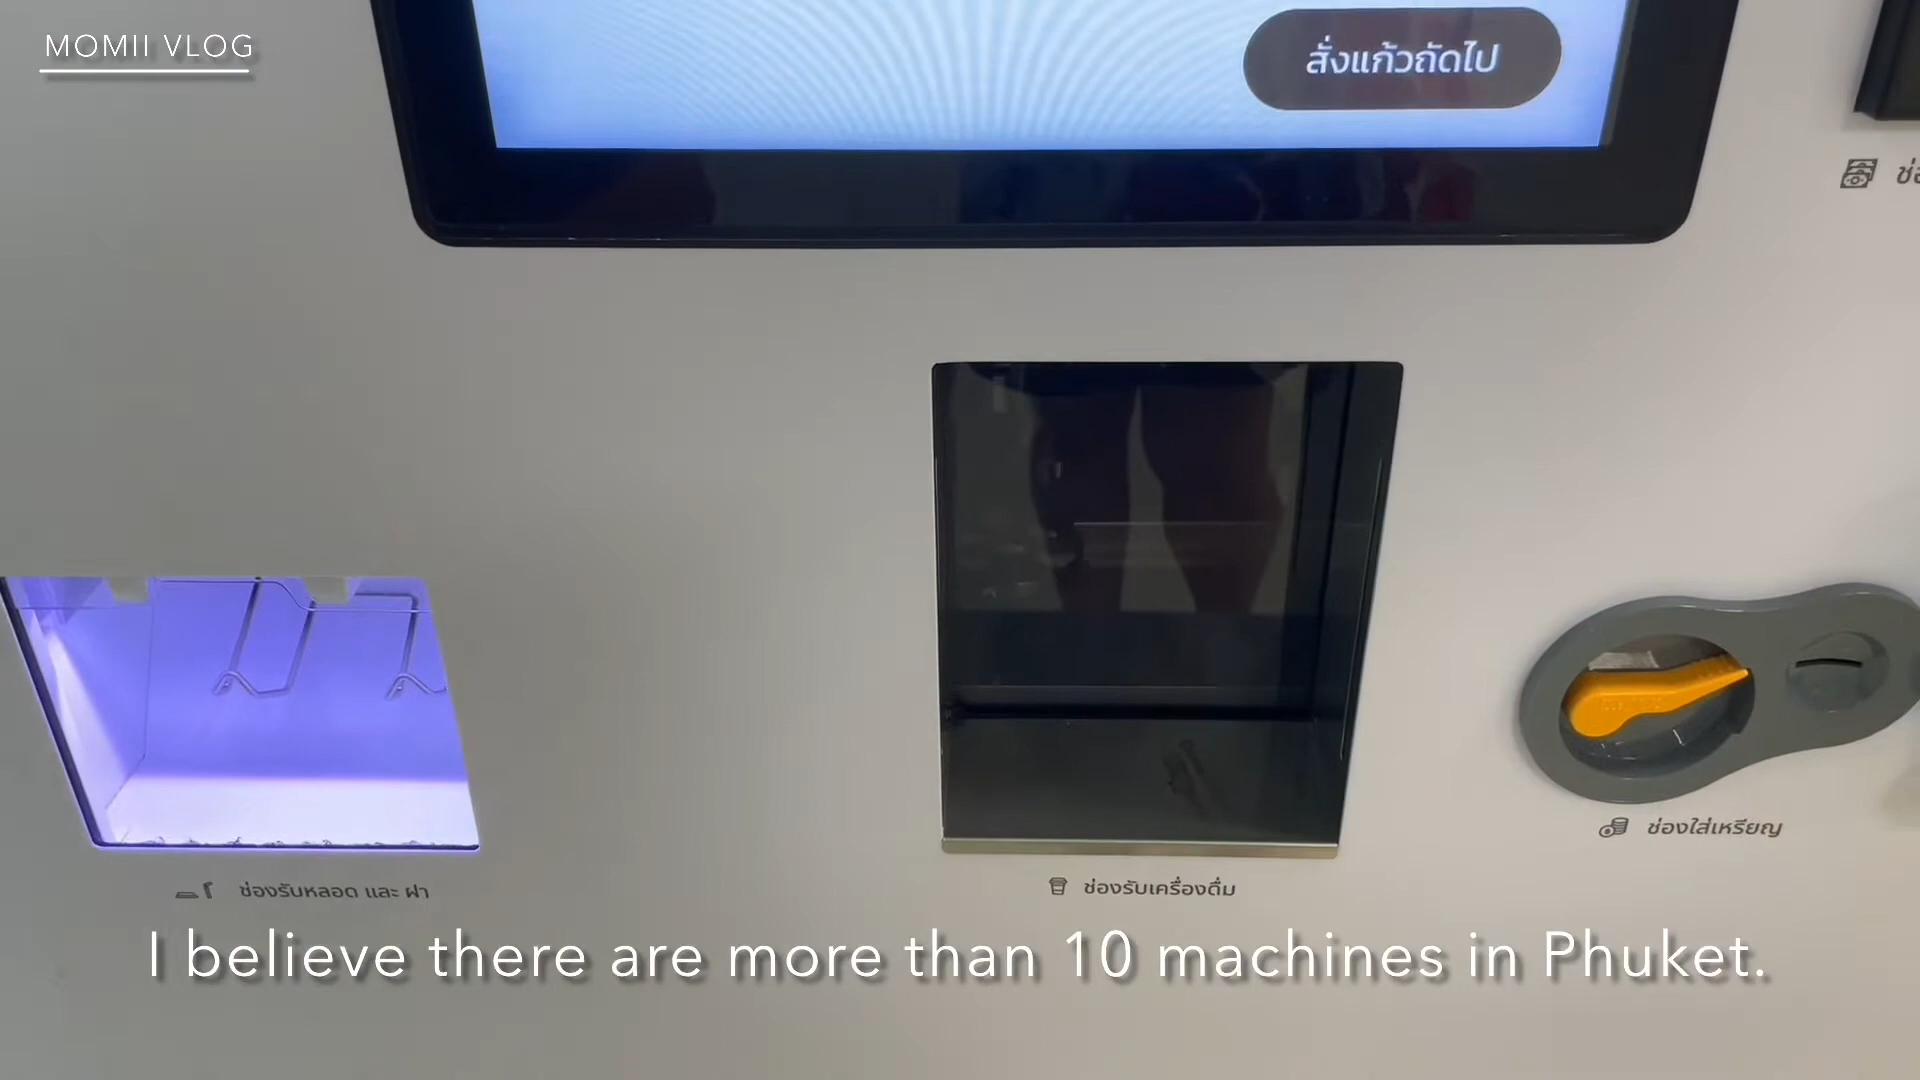 MOMII VLOG
สั่งแก้วถัดไป
ช่องใส่เหรียญ
ช่องรับหลอด และ ฝา
ช่องรับเครื่องดื่ม
I believe there are more than 10 machines in Phuket.